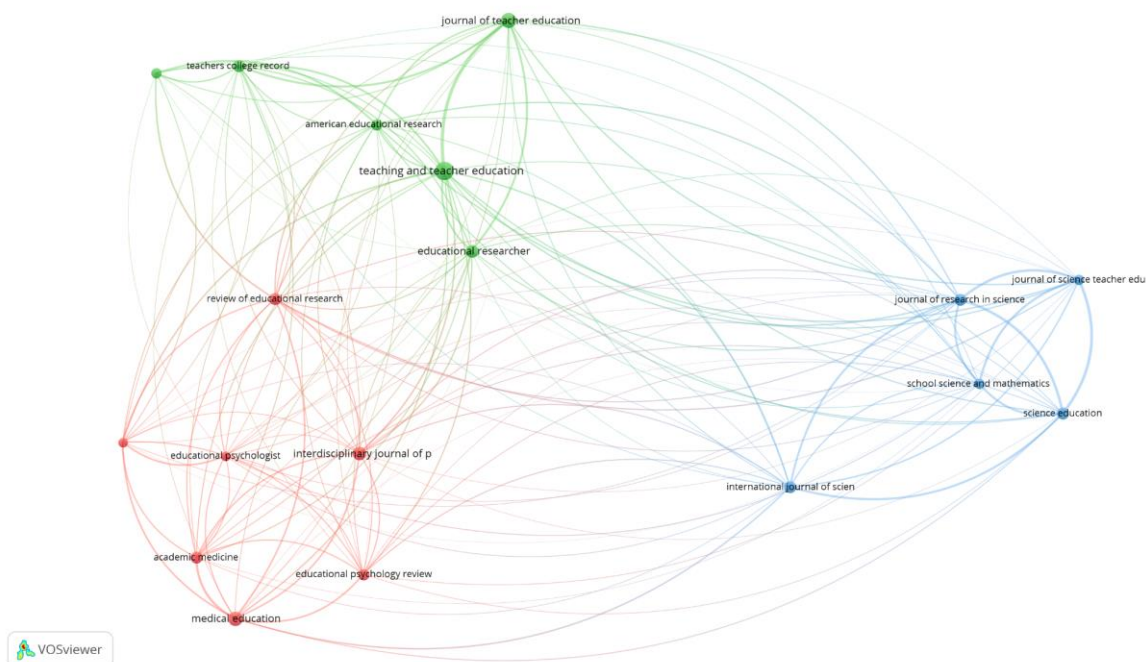 journal of teacher education
teachers college record
american educational research
teaching and teacher education
educational researcher
journal of science teacher edu
review of educational research
journal of research in science
school science and mathematics
science education
educational psychologist
interdisciplinary journal of p
international journal of scien
academic medicine
educational psychology review
medical education
VOSviewer